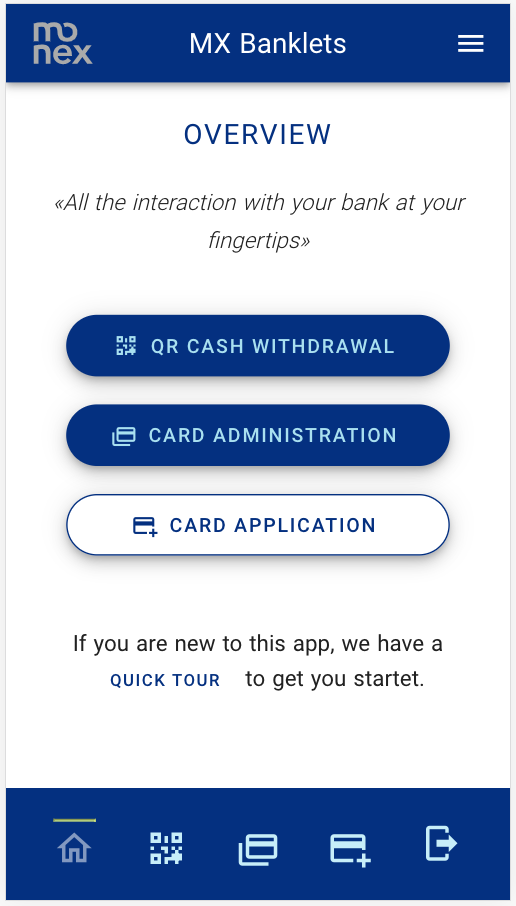 mo
nex
MX Banklets
OVERVIEW
«All the interaction with your bank at your
fingertips»
QR CASH WITHDRAWAL
CARD ADMINISTRATION
CARD APPLICATION
If you are new to this app, we have a
QUICK TOUR to get you startet.